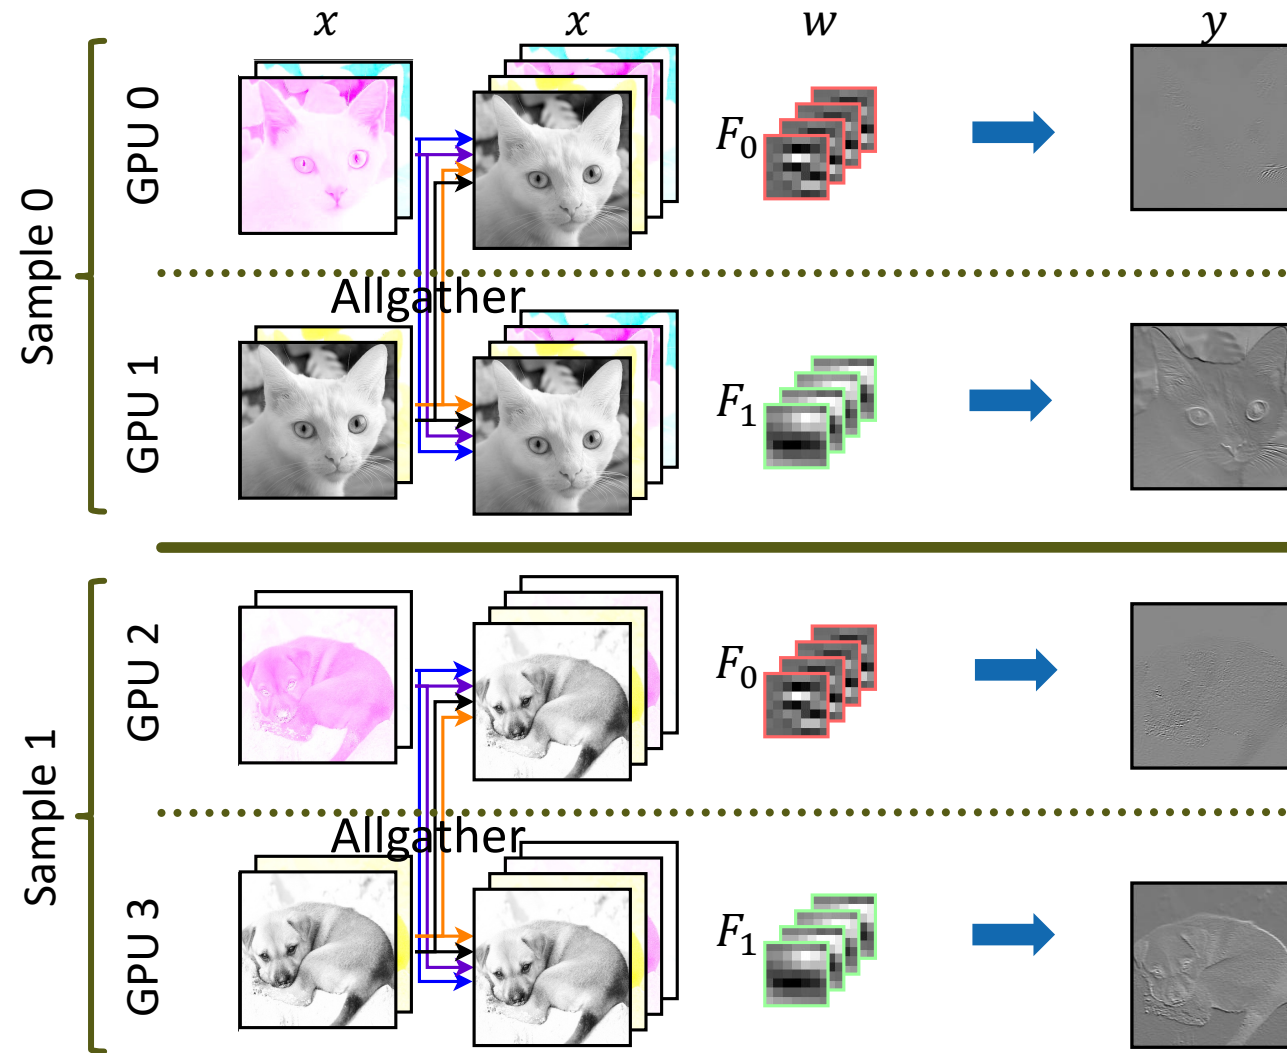 x x w y
Sample 0
GPU 0
F₀
Allgather
GPU 1
F₁
Sample 1
GPU 2
F₀
Allgather
GPU 3
F₁